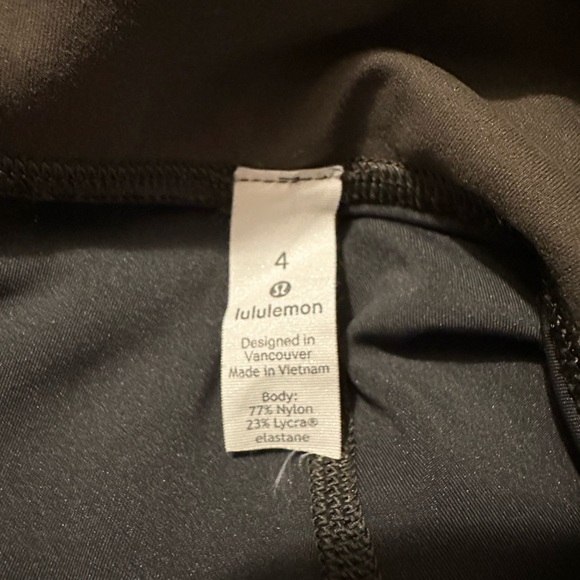 4
lululemon
Designed in
Vancouver
Made in Vietnam
Body:
77% Nylon
23% Lycra®
elastane